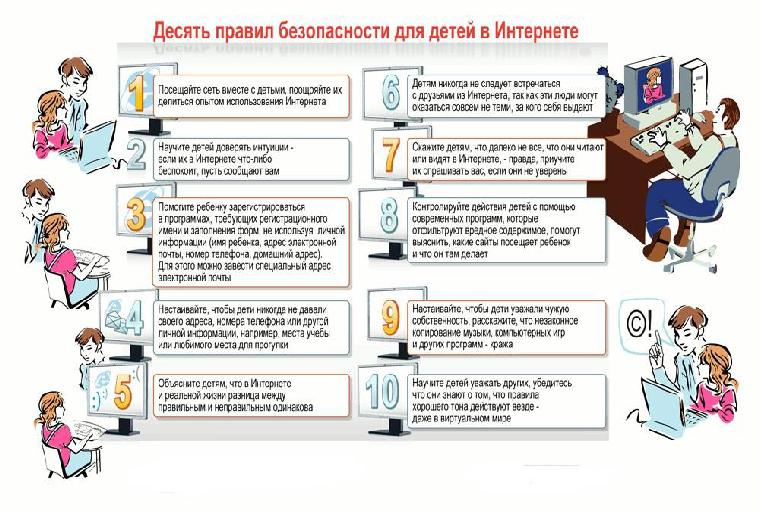 Десять правил безопасности для детей в Интернете
1
Посещайте сеть вместе с детьми, поощряйте их
делиться опытом использования Интернета
2
Научите детей доверять интуиции -
если их в Интернете что-либо
беспокоит, пусть сообщают вам
3
Помогите ребенку зарегистрироваться
в программах, требующих регистрационного
имени и заполнения форм, не используя личной
информации (имя ребенка, адрес электронной
почты, номер телефона, домашний адрес).
Для этого можно завести специальный адрес
электронной почты
4
Настаивайте, чтобы дети никогда не давали
своего адреса, номера телефона или другой
личной информации, например, места учебы
или любимого места для прогулки
5
Объясните детям, что в Интернете
и реальной жизни разница между
правильным и неправильным одинакова
6
Детям никогда не следует встречаться
с друзьями из Интернета, так как эти люди могут
оказаться совсем не теми, за кого себя выдают
7
Скажите детям, что далеко не все, что они читают
или видят в Интернете, - правда, приучите
их спрашивать вас, если они не уверены
8
Контролируйте действия детей с помощью
современных программ, которые
отфильтруют вредное содержимое, помогут
выяснить, какие сайты посещает ребенок
и что он там делает
9
Настаивайте, чтобы дети уважали чужую
собственность, расскажите, что незаконное
копирование музыки, компьютерных игр
и других программ - кража
10
Научите детей уважать других, убедитесь,
что они знают о том, что правила
хорошего тона действуют везде -
даже в виртуальном мире
©!